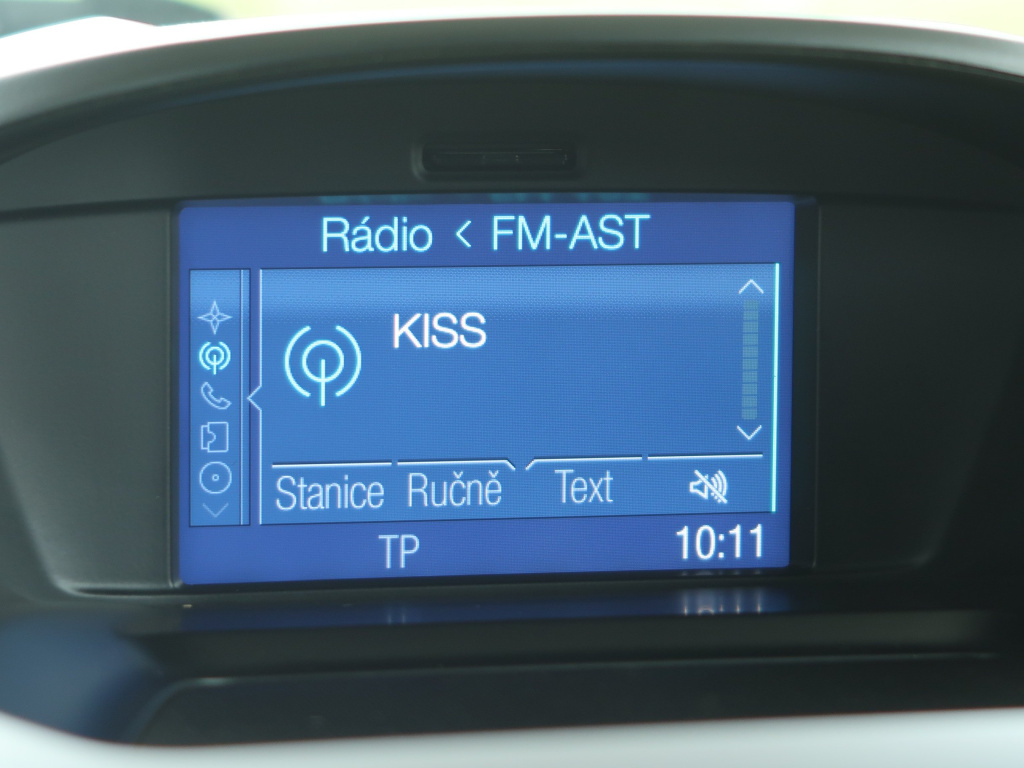 Rádio < FM-AST
KISS
Stanice Ručně Text
TP 10:11